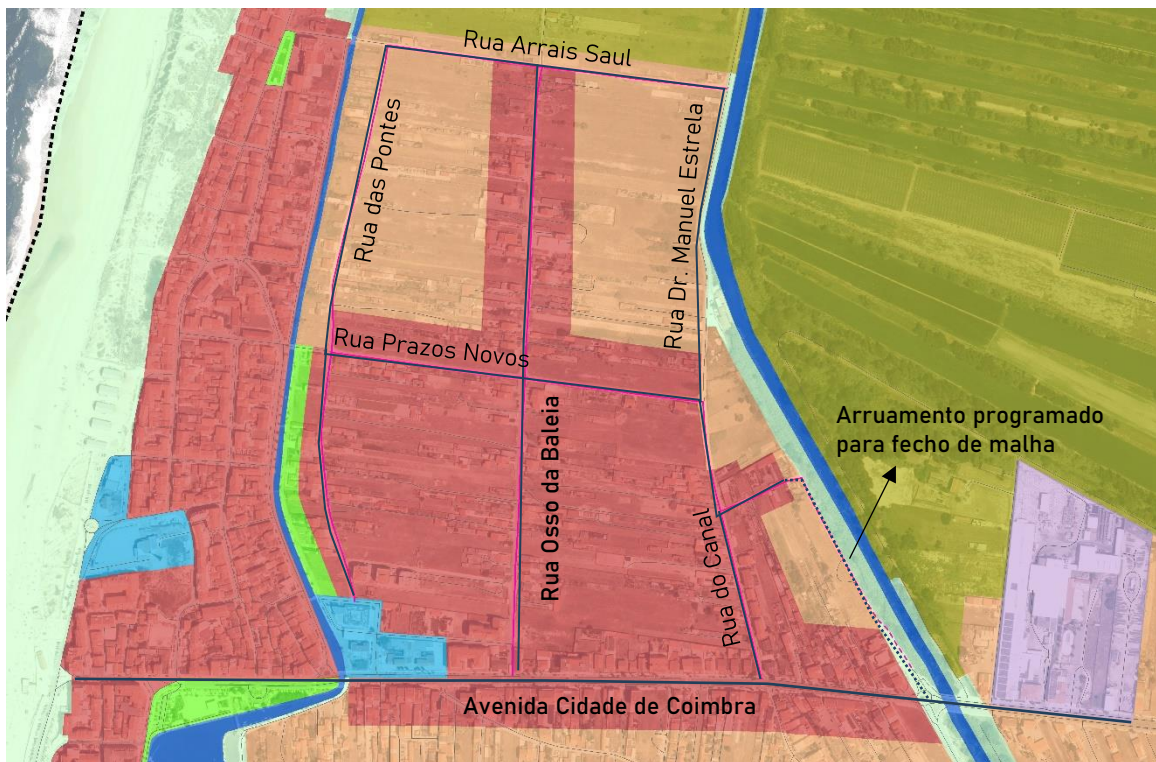 Rua Arrais Saul
Rua das Pontes
Rua Dr. Manuel Estrela
Rua Prazos Novos
Rua Osso da Baleia
Arruamento programado
para fecho de malha
Rua do Canal
Avenida Cidade de Coimbra